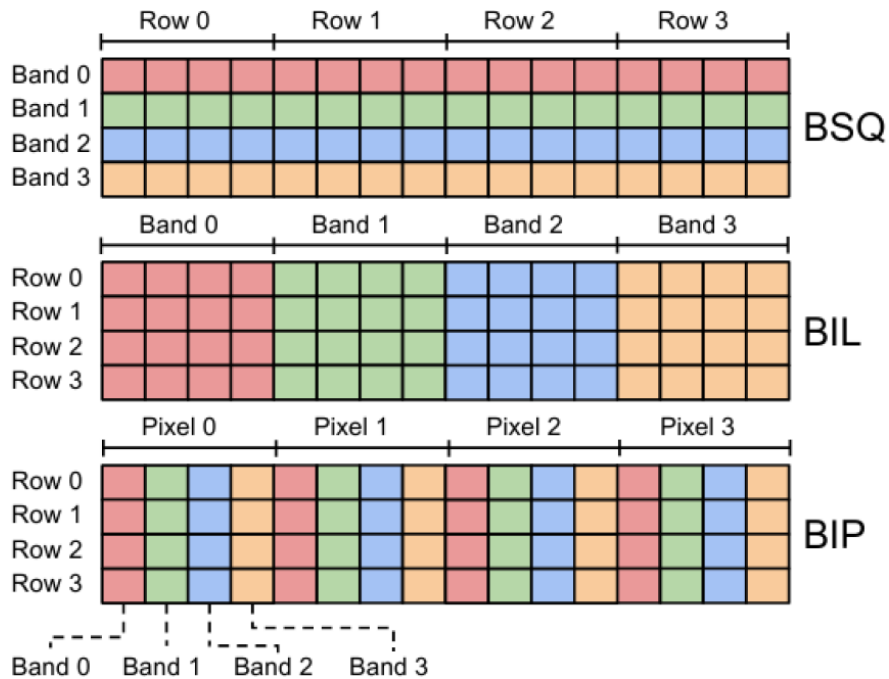 Row 0 Row 1 Row 2 Row 3
Band 0
Band 1
Band 2
Band 3
BSQ
Band 0 Band 1 Band 2 Band 3
Row 0
Row 1
Row 2
Row 3
BIL
Pixel 0 Pixel 1 Pixel 2 Pixel 3
Row 0
Row 1
Row 2
Row 3
BIP
Band 0 Band 1 Band 2 Band 3